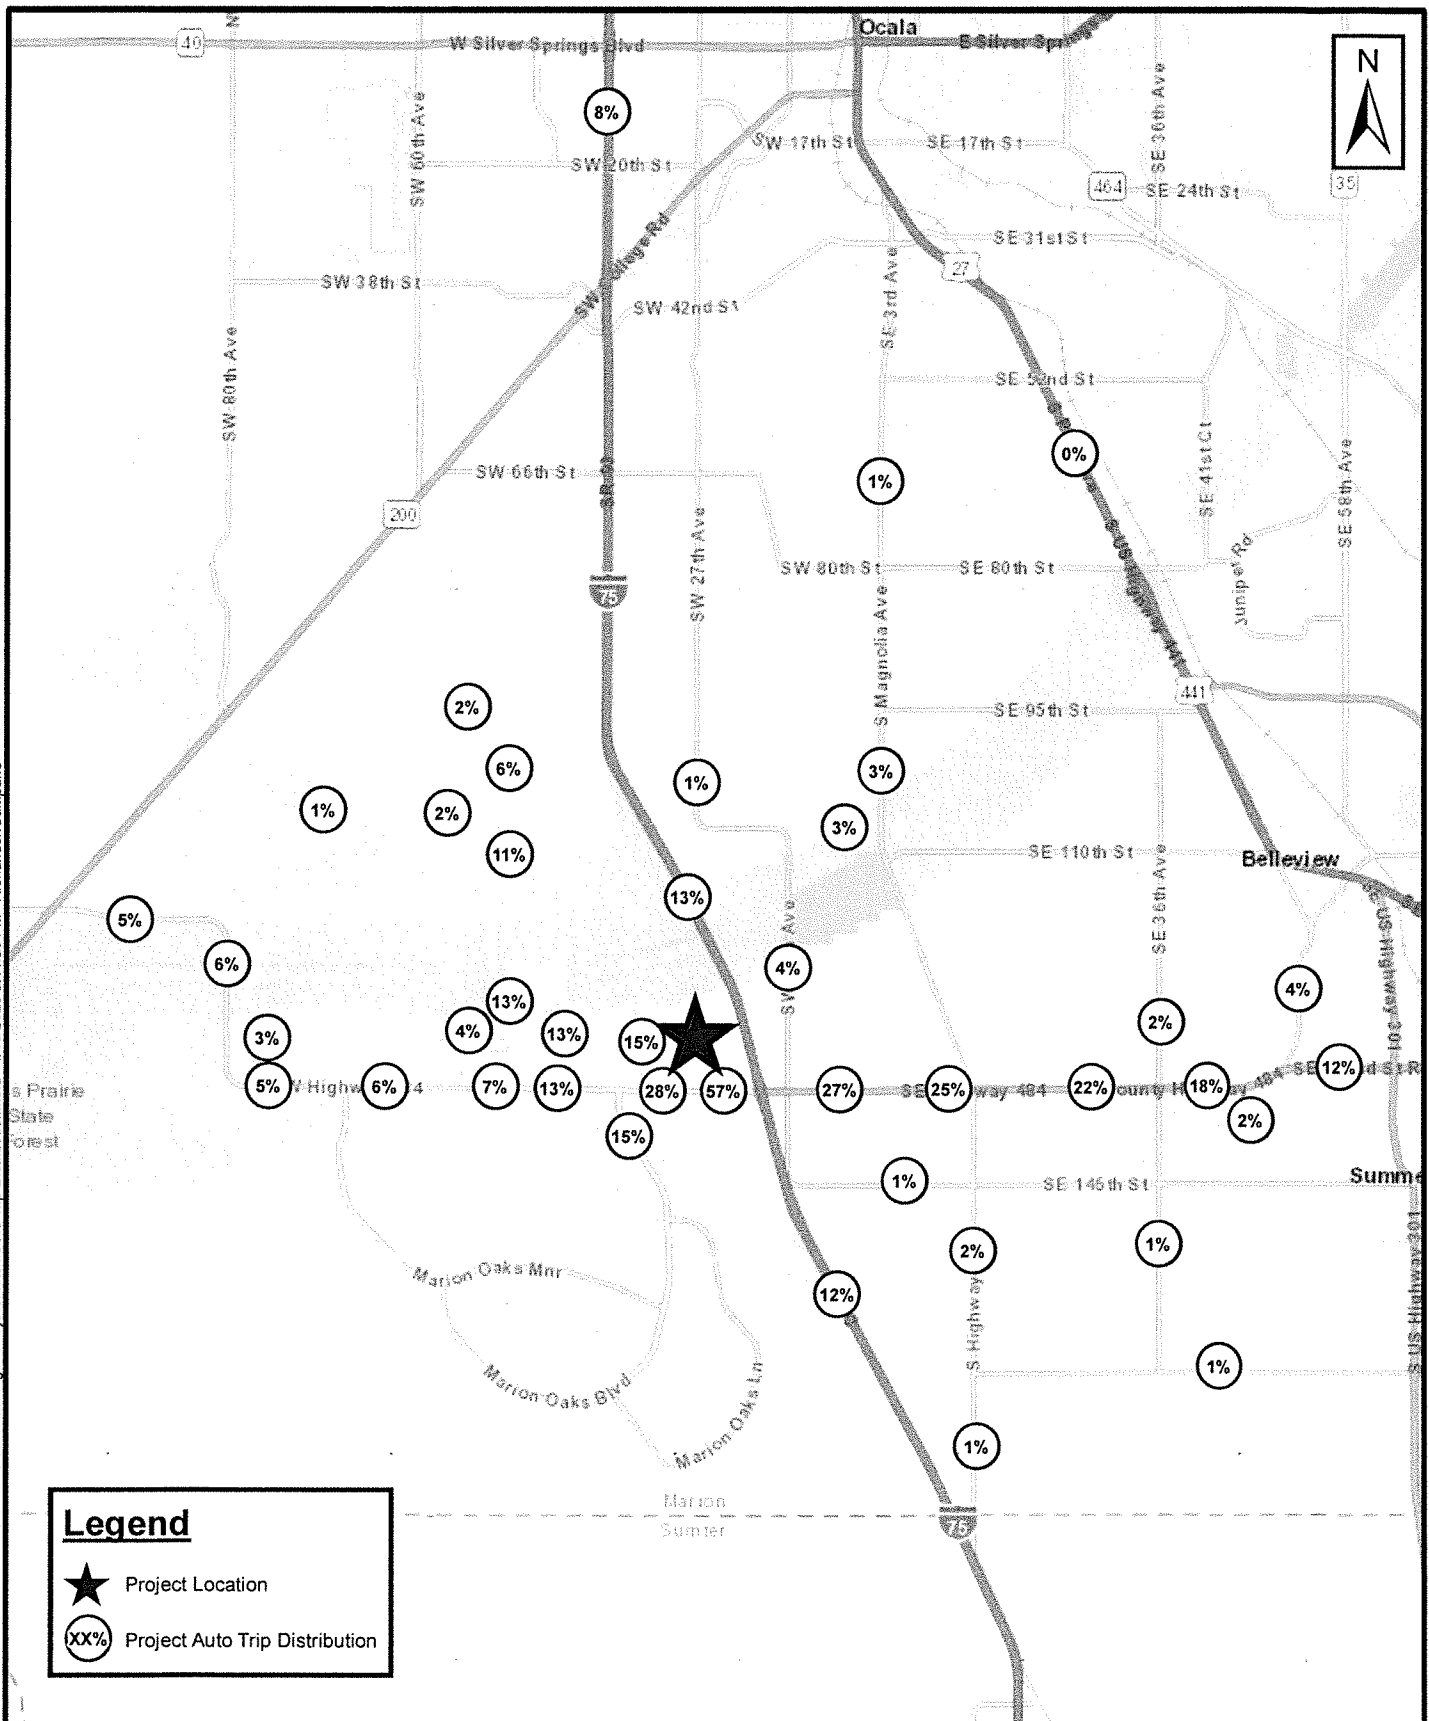 N
40
W Silver Springs Blvd
Ocala
N
8%
SW 60th Ave
SW 20th St
SW 17th St
SE 17th St
SE 30th Ave
464
SE 24th St
35
SE 31st St
27
SW 38th St
SW 42nd St
SE 3rd Ave
SW 80th Ave
SE 52nd St
0%
1%
SW 66th St
200
SE 41st Ct
SE 58th Ave
75
SW 27th Ave
SW 80th St
SE 80th St
Juniper Rd
S Magnolia Ave
441
SE 95th St
2%
6%
1%
3%
1%
2%
3%
11%
SE 110th St
Belleview
SE 36th Ave
13%
5%
6%
4%
4%
13%
4%
13%
15%
3%
2%
S US Highway 301
12%
5%
6%
7%
13%
28%
57%
27%
25%
22%
18%
2%
s Prairie
State
Forest
15%
1%
SE 145th St
Summe
2%
1%
Marion Oaks Mnr
12%
S Highway
S US Highway 301
1%
Marion Oaks Blvd
Marion Oaks Ln
1%
Marion
Sumter
75
Legend
Project Location
XX% Project Auto Trip Distribution